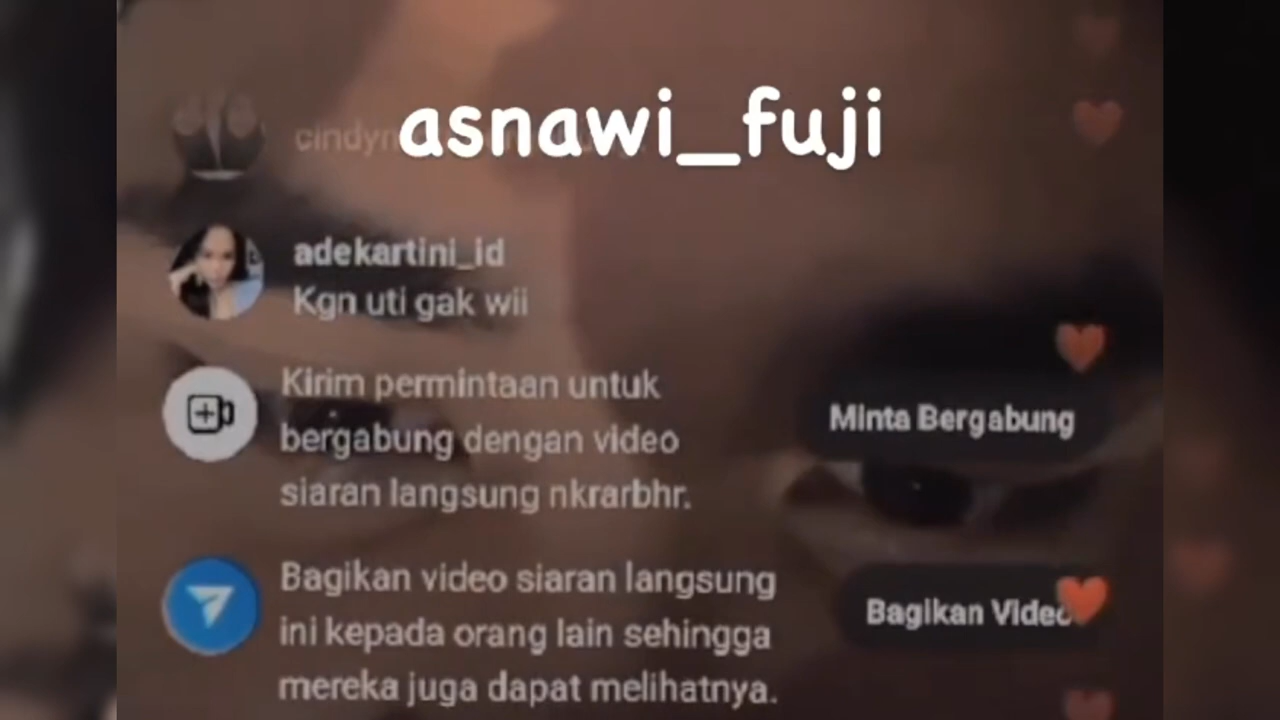 asnawi_fuji
adekartini_id
Kgn uti gak wii
Kirim permintaan untuk
bergabung dengan video
siaran langsung nkrarbhr.
Minta Bergabung
Bagikan video siaran langsung
ini kepada orang lain sehingga
mereka juga dapat melihatnya.
Bagikan Video